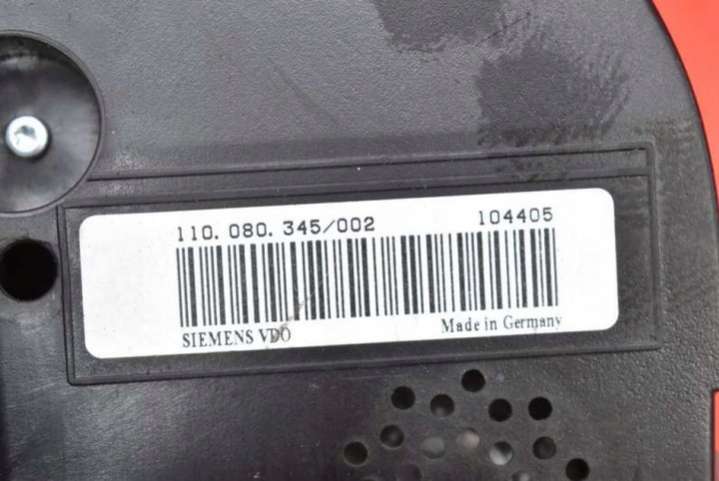 110.080.345/002 104405
SIEMENS VDO Made in Germany